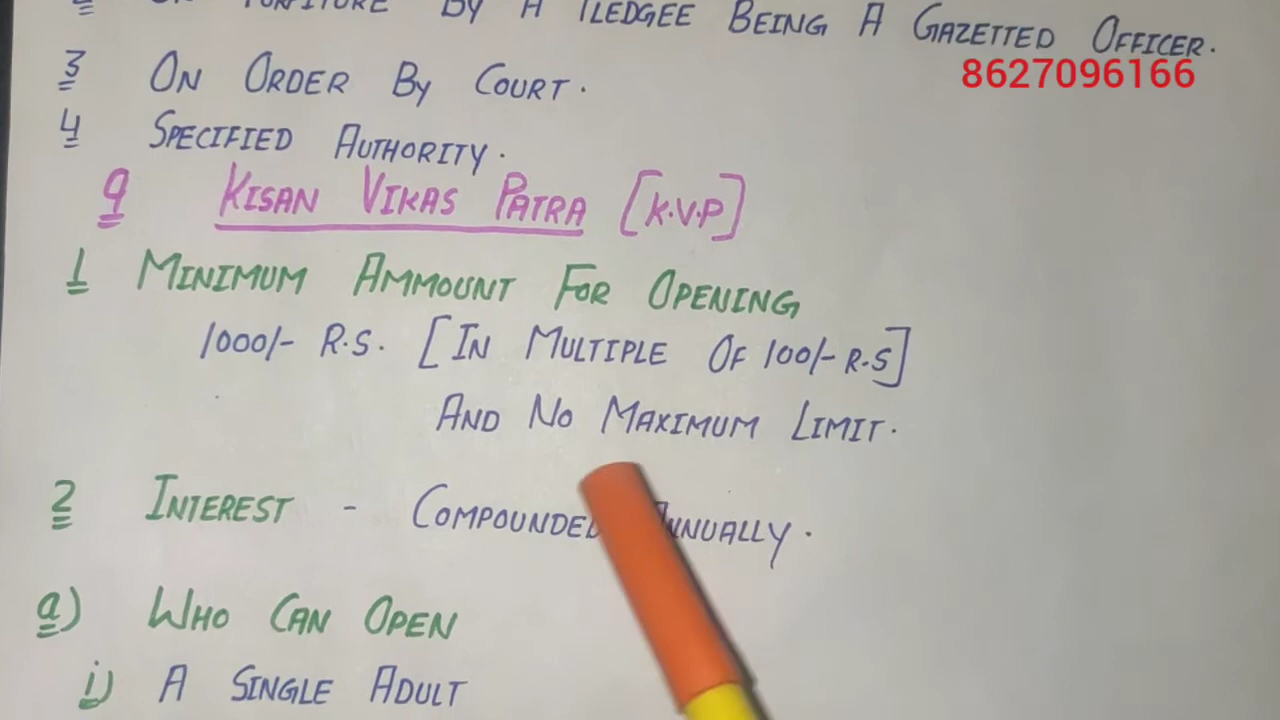 BY A PLEDGEE BEING A GAZETTED OFFICER.
8627096166
3 ON ORDER BY COURT.
4 SPECIFIED AUTHORITY.
9 KISAN VIKAS PATRA [K.V.P]
1 MINIMUM AMMOUNT FOR OPENING
1000/- R.S. [IN MULTIPLE OF 100/- R.S]
AND NO MAXIMUM LIMIT.
2 INTEREST - COMPOUNDED ANNUALLY.
a) WHO CAN OPEN
i) A SINGLE ADULT